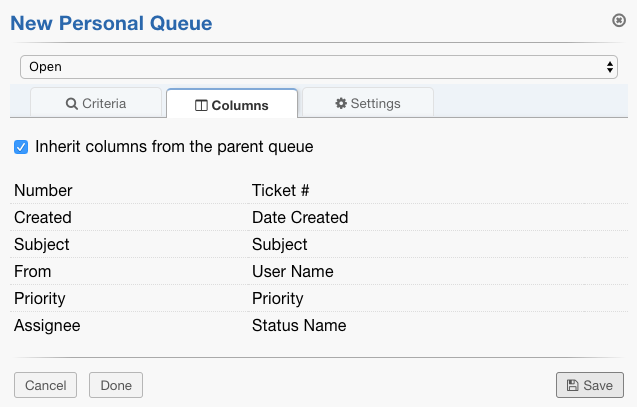 New Personal Queue
Open
Criteria Columns Settings
Inherit columns from the parent queue
Number Ticket #
Created Date Created
Subject Subject
From User Name
Priority Priority
Assignee Status Name
Cancel Done Save